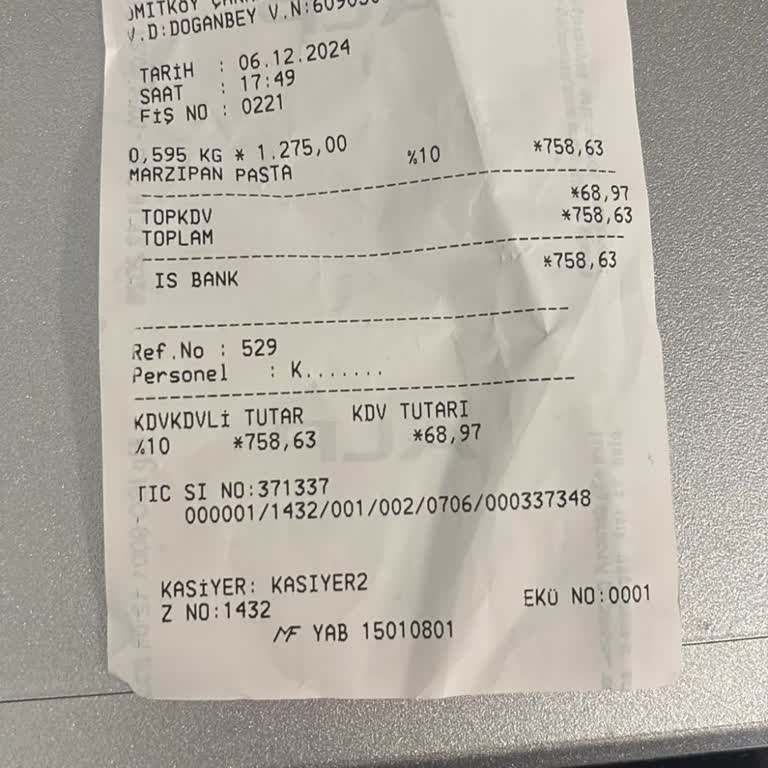 V.D:DOGANBEY V.N:
TARİH : 06.12.2024
SAAT : 17:49
FİŞ NO : 0221
0,595 KG * 1.275,00
MARZIPAN PASTA %10 *758,63
TOPKDV *68,97
TOPLAM *758,63
IS BANK *758,63
Ref.No : 529
Personel : K.......
KDVKDVLİ TUTAR KDV TUTARI
%10 *758,63 *68,97
TIC SI NO:371337
000001/1432/001/002/0706/000337348
KASİYER: KASIYER2
Z NO:1432 EKÜ NO:0001
MF YAB 15010801